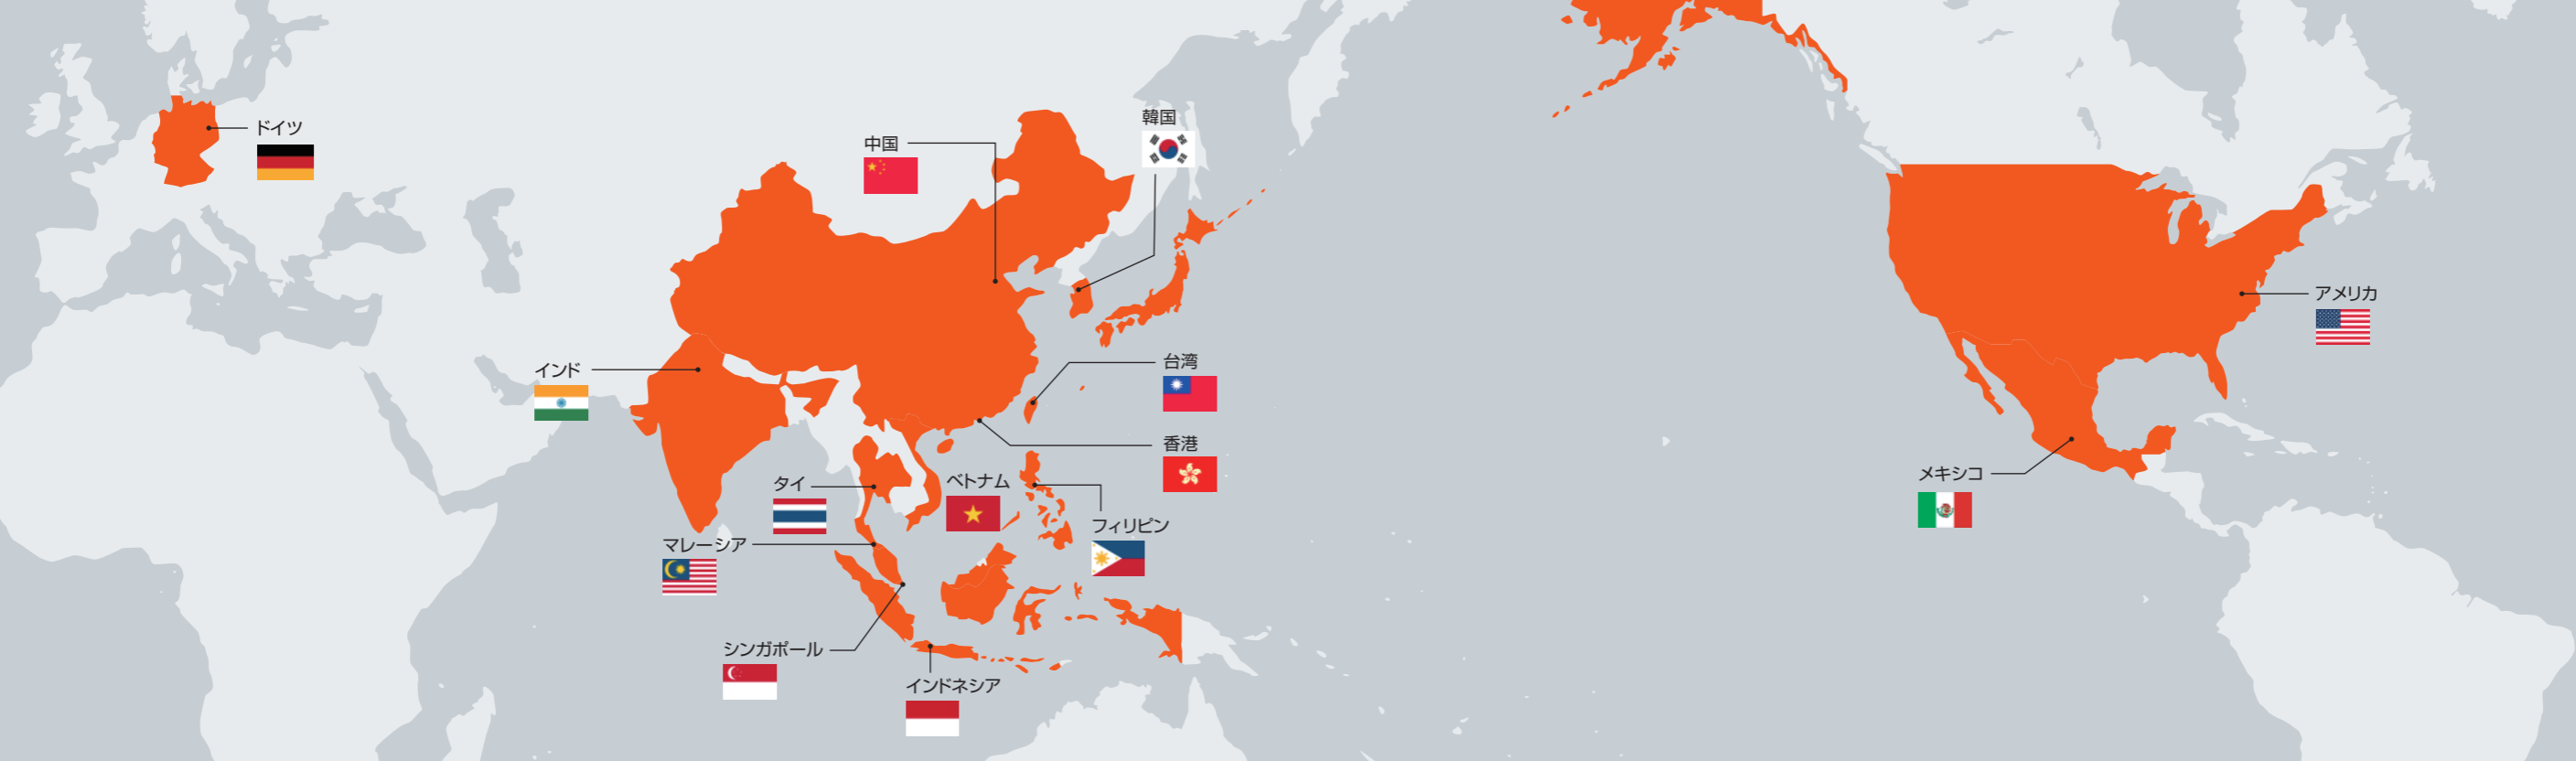 ドイツ
中国
韓国
アメリカ
台湾
インド
香港
メキシコ
タイ
ベトナム
フィリピン
マレーシア
シンガポール
インドネシア